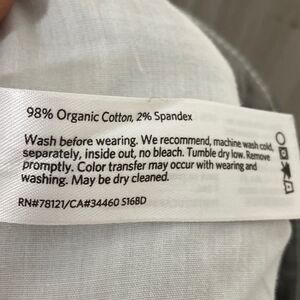 98% Organic Cotton, 2% Spandex
Wash before wearing. We recommend, machine wash cold,
separately, inside out, no bleach. Tumble dry low. Remove
promptly. Color transfer may occur with wearing and
washing. May be dry cleaned.
RN#78121/CA#34460 S16BD